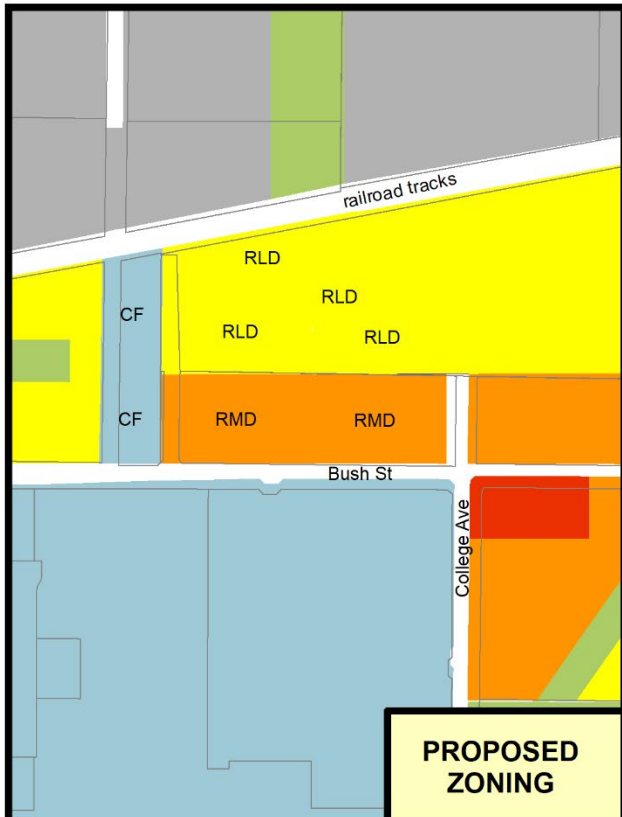 railroad tracks
RLD
RLD
CF
RLD
RLD
CF
RMD
RMD
Bush St
College Ave
PROPOSED
ZONING